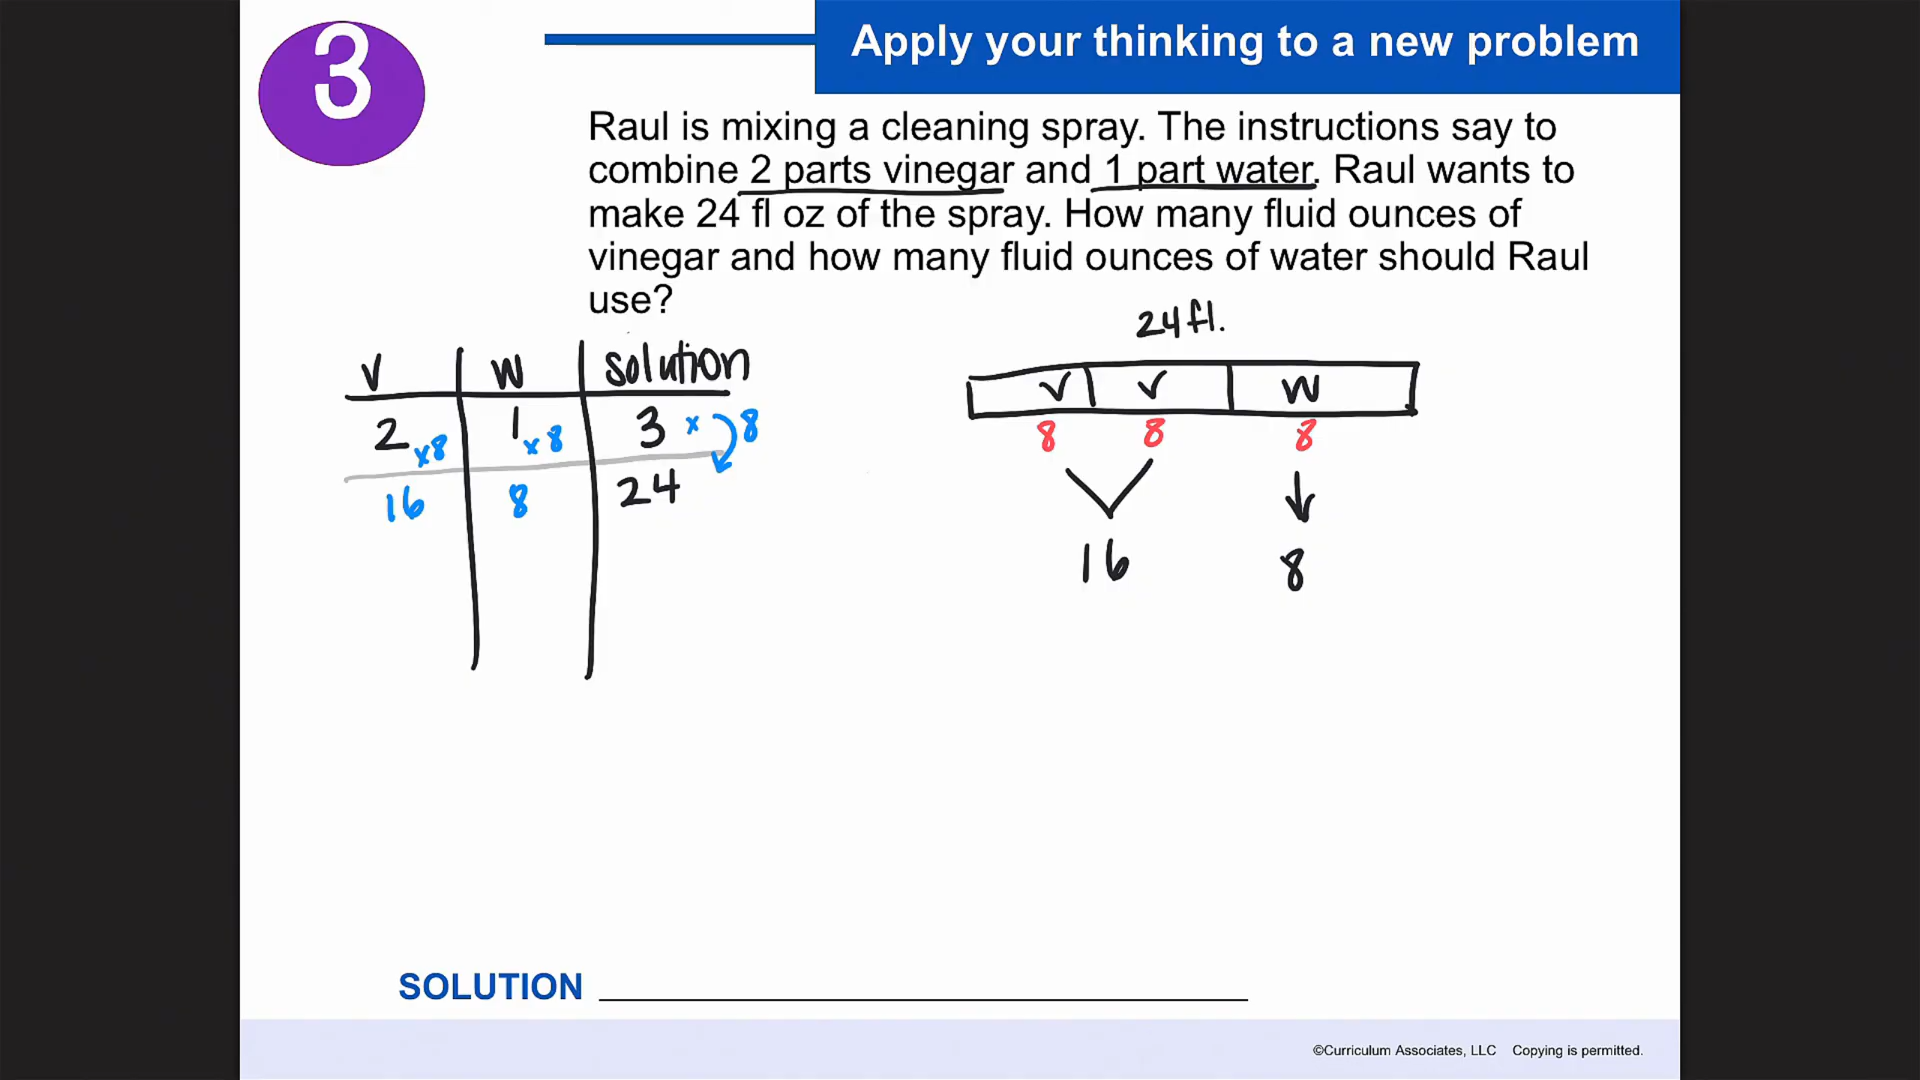 3
Apply your thinking to a new problem
Raul is mixing a cleaning spray. The instructions say to
combine 2 parts vinegar and 1 part water. Raul wants to
make 24 fl oz of the spray. How many fluid ounces of
vinegar and how many fluid ounces of water should Raul
use?
V W solution
2 x8 1 x8 3 x 8
16 8 24
24 fl.
V V W
8 8 8
16 8
SOLUTION
©Curriculum Associates, LLC Copying is permitted.